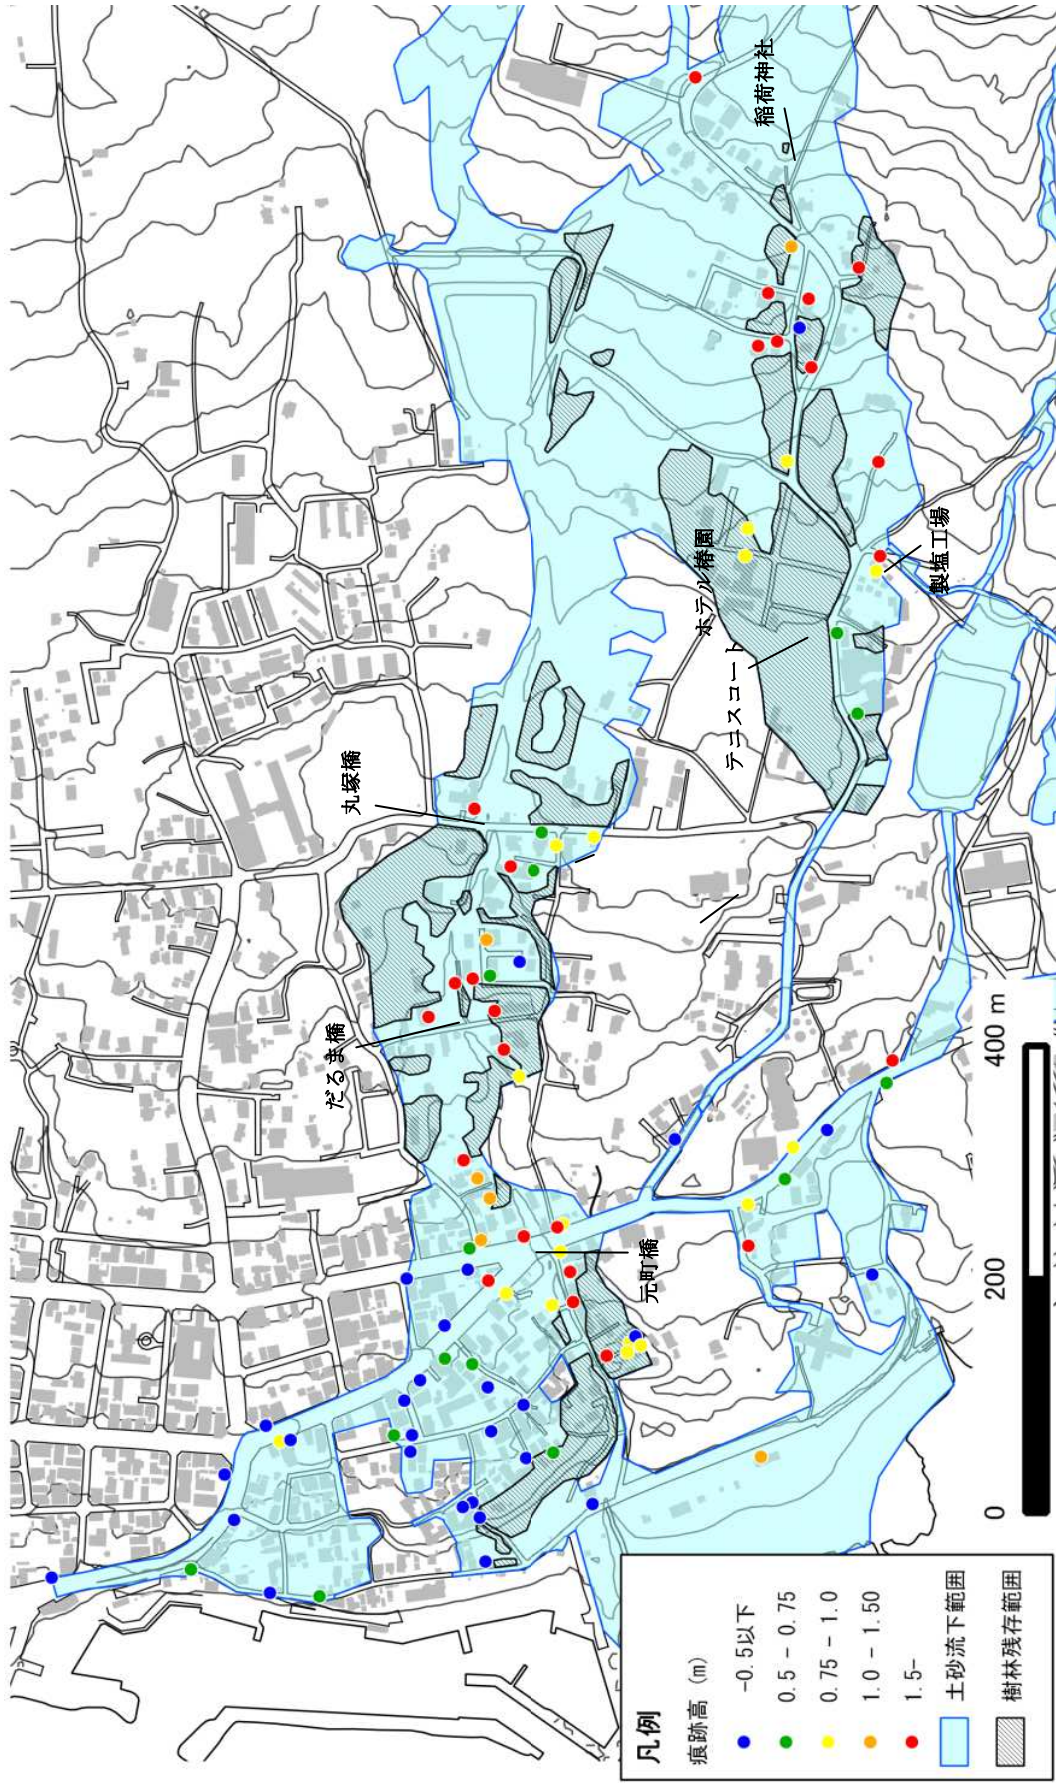 稲荷神社
ホテル椿園
製塩工場
テニスコート
丸塚橋
だるま橋
元町橋
0 200 400 m
凡例
痕跡高 (m)
-0.5以下
0.5 - 0.75
0.75 - 1.0
1.0 - 1.50
1.5-
土砂流下範囲
樹林残存範囲